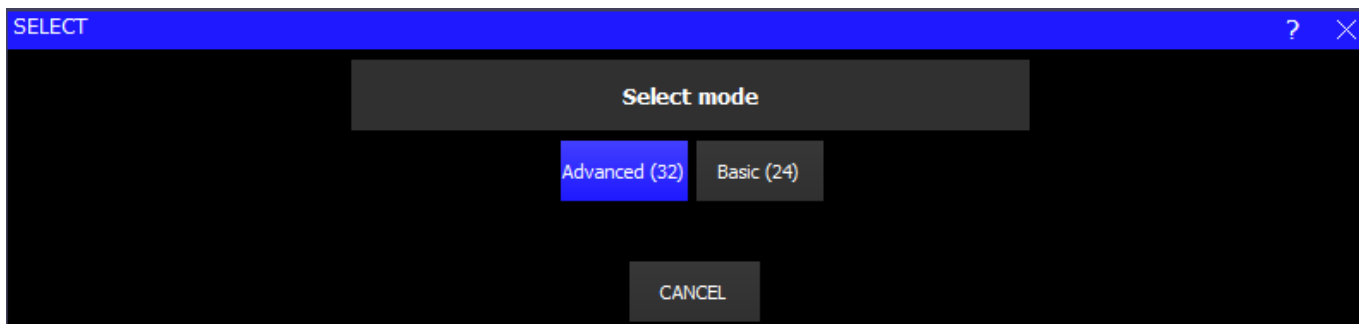 SELECT ?
Select mode
Advanced (32) Basic (24)
CANCEL